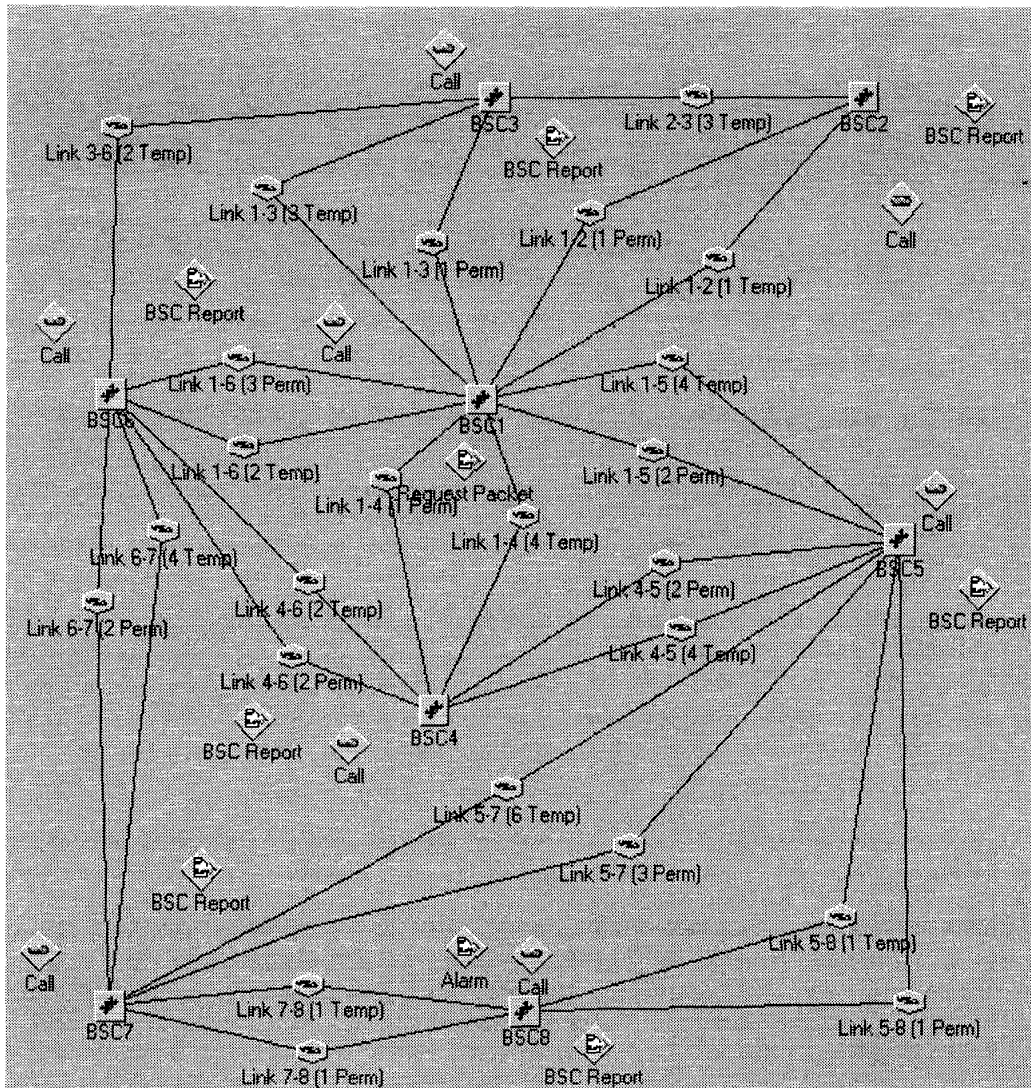 Call
BSC3
Link 2-3 (3 Temp)
BSC2
BSC Report
Link 3-6 (2 Temp)
BSC Report
Link 1-3 (3 Temp)
Link 1-2 (1 Perm)
Call
Link 1-3 (1 Perm)
Link 1-2 (1 Temp)
BSC Report
Call
Call
Link 1-6 (3 Perm)
Link 1-5 (4 Temp)
BSC6
BSC1
Link 1-6 (2 Temp)
Link 1-5 (2 Perm)
Request Packet
Link 1-4 (1 Perm)
Call
Link 1-4 (4 Temp)
Link 6-7 (4 Temp)
BSC5
Link 4-5 (2 Perm)
Link 4-6 (2 Temp)
BSC Report
Link 6-7 (2 Perm)
Link 4-5 (4 Temp)
Link 4-6 (2 Perm)
BSC4
BSC Report
Call
Link 5-7 (6 Temp)
Link 5-7 (3 Perm)
BSC Report
Link 5-8 (1 Temp)
Call
Alarm
Call
Link 7-8 (1 Temp)
BSC7
BSC8
Link 5-8 (1 Perm)
Link 7-8 (1 Perm)
BSC Report